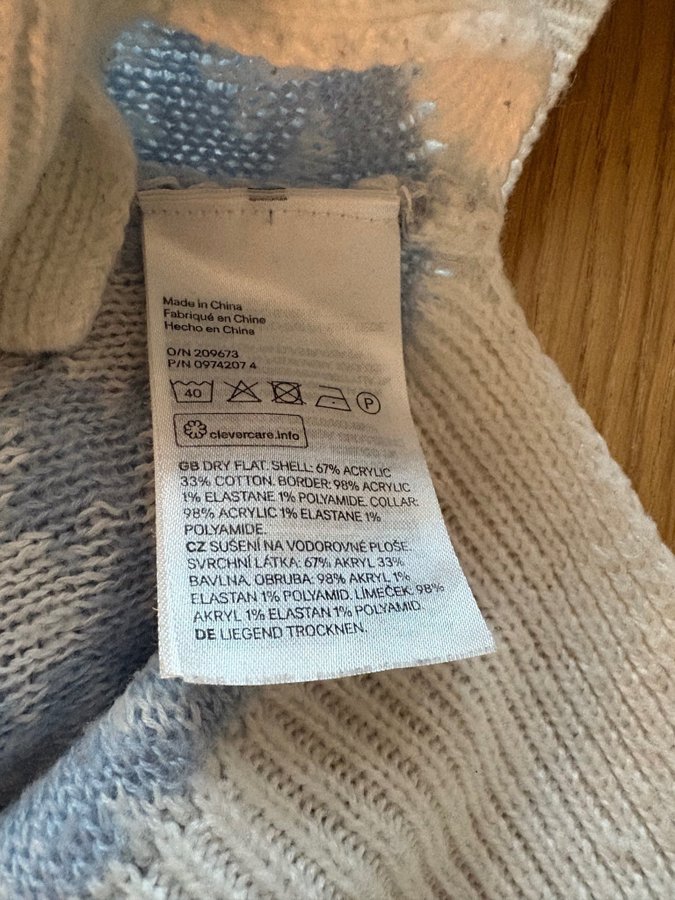 Made in China
Fabriqué en Chine
Hecho en China
O/N 209673
P/N 0974207 4
40
P
clevercare.info
GB DRY FLAT. SHELL: 67% ACRYLIC
33% COTTON. BORDER: 98% ACRYLIC
1% ELASTANE 1% POLYAMIDE. COLLAR:
98% ACRYLIC 1% ELASTANE 1%
POLYAMIDE.
CZ SUŠENÍ NA VODOROVNÉ PLOŠE.
SVRCHNÍ LÁTKA: 67% AKRYL 33%
BAVLNA. OBRUBA: 98% AKRYL 1%
ELASTAN 1% POLYAMID. LÍMEČEK: 98%
AKRYL 1% ELASTAN 1% POLYAMID.
DE LIEGEND TROCKNEN.